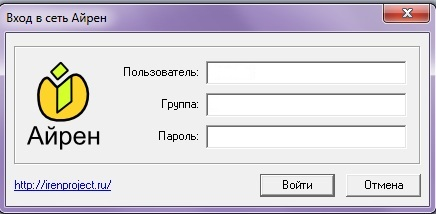 Вход в сеть Айрен
Пользователь:
Группа:
Айрен
Пароль:
http://irenproject.ru/
Войти
Отмена